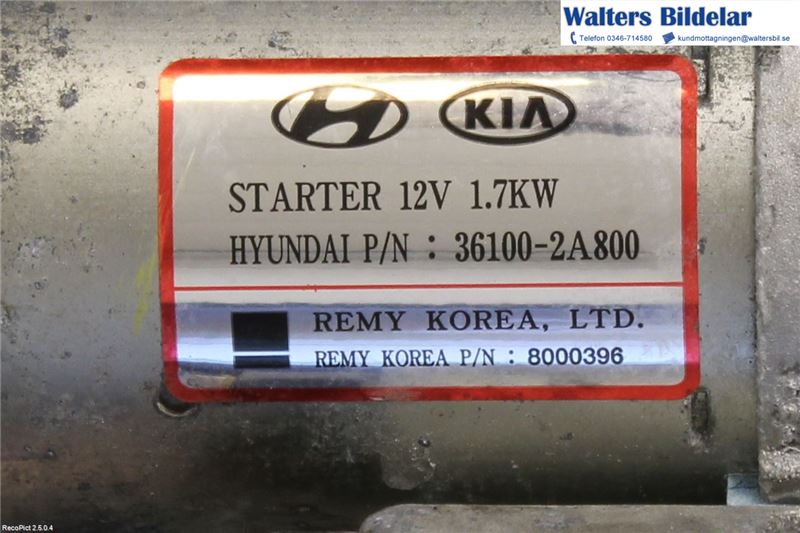 Walters Bildelar
Telefon 0346-714580 kundmottagningen@waltersbil.se
KIA
STARTER 12V 1.7KW
HYUNDAI P/N : 36100-2A800
REMY KOREA, LTD.
REMY KOREA P/N : 8000396
RecoPict 2.5.0.4